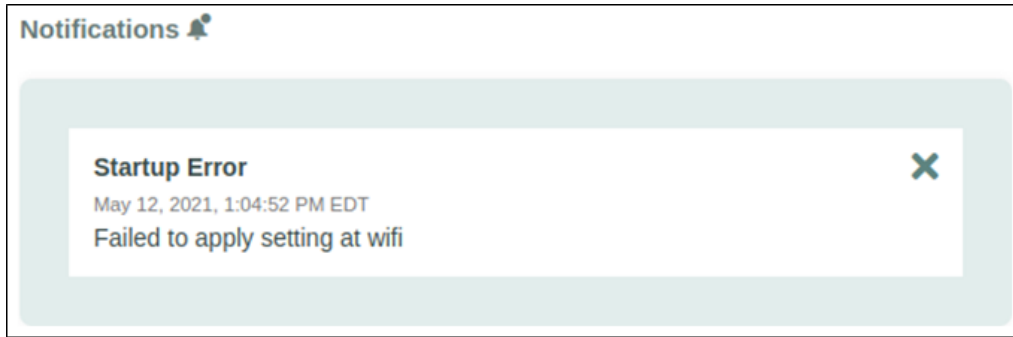 Notifications
Startup Error
May 12, 2021, 1:04:52 PM EDT
Failed to apply setting at wifi